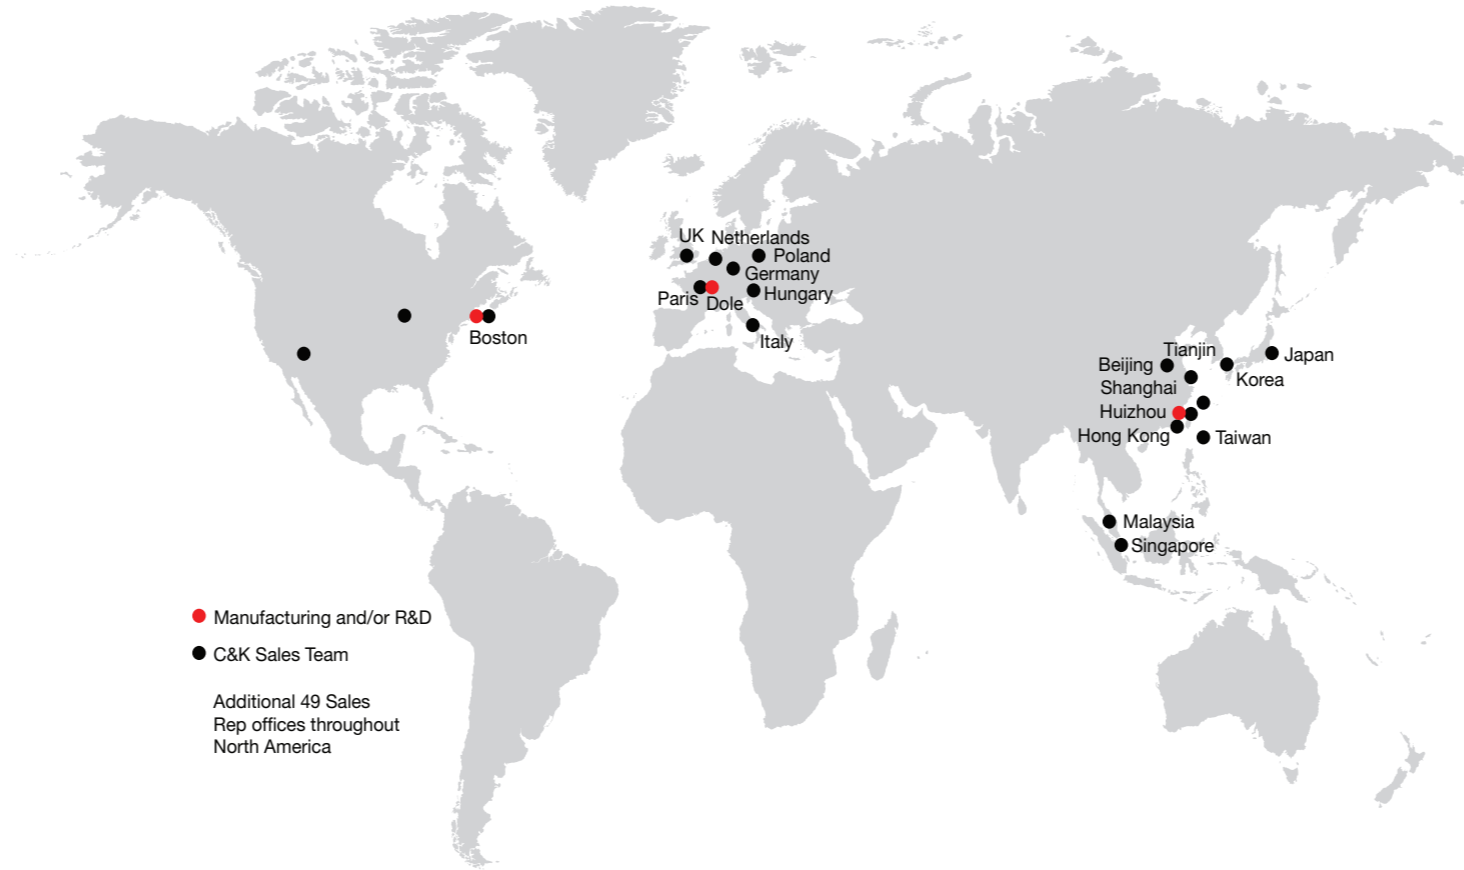 UK
Netherlands
Poland
Germany
Paris
Dole
Hungary
Italy
Boston
Tianjin
Beijing
Japan
Shanghai
Korea
Huizhou
Hong Kong
Taiwan
Malaysia
Singapore
Manufacturing and/or R&D
C&K Sales Team
Additional 49 Sales
Rep offices throughout
North America